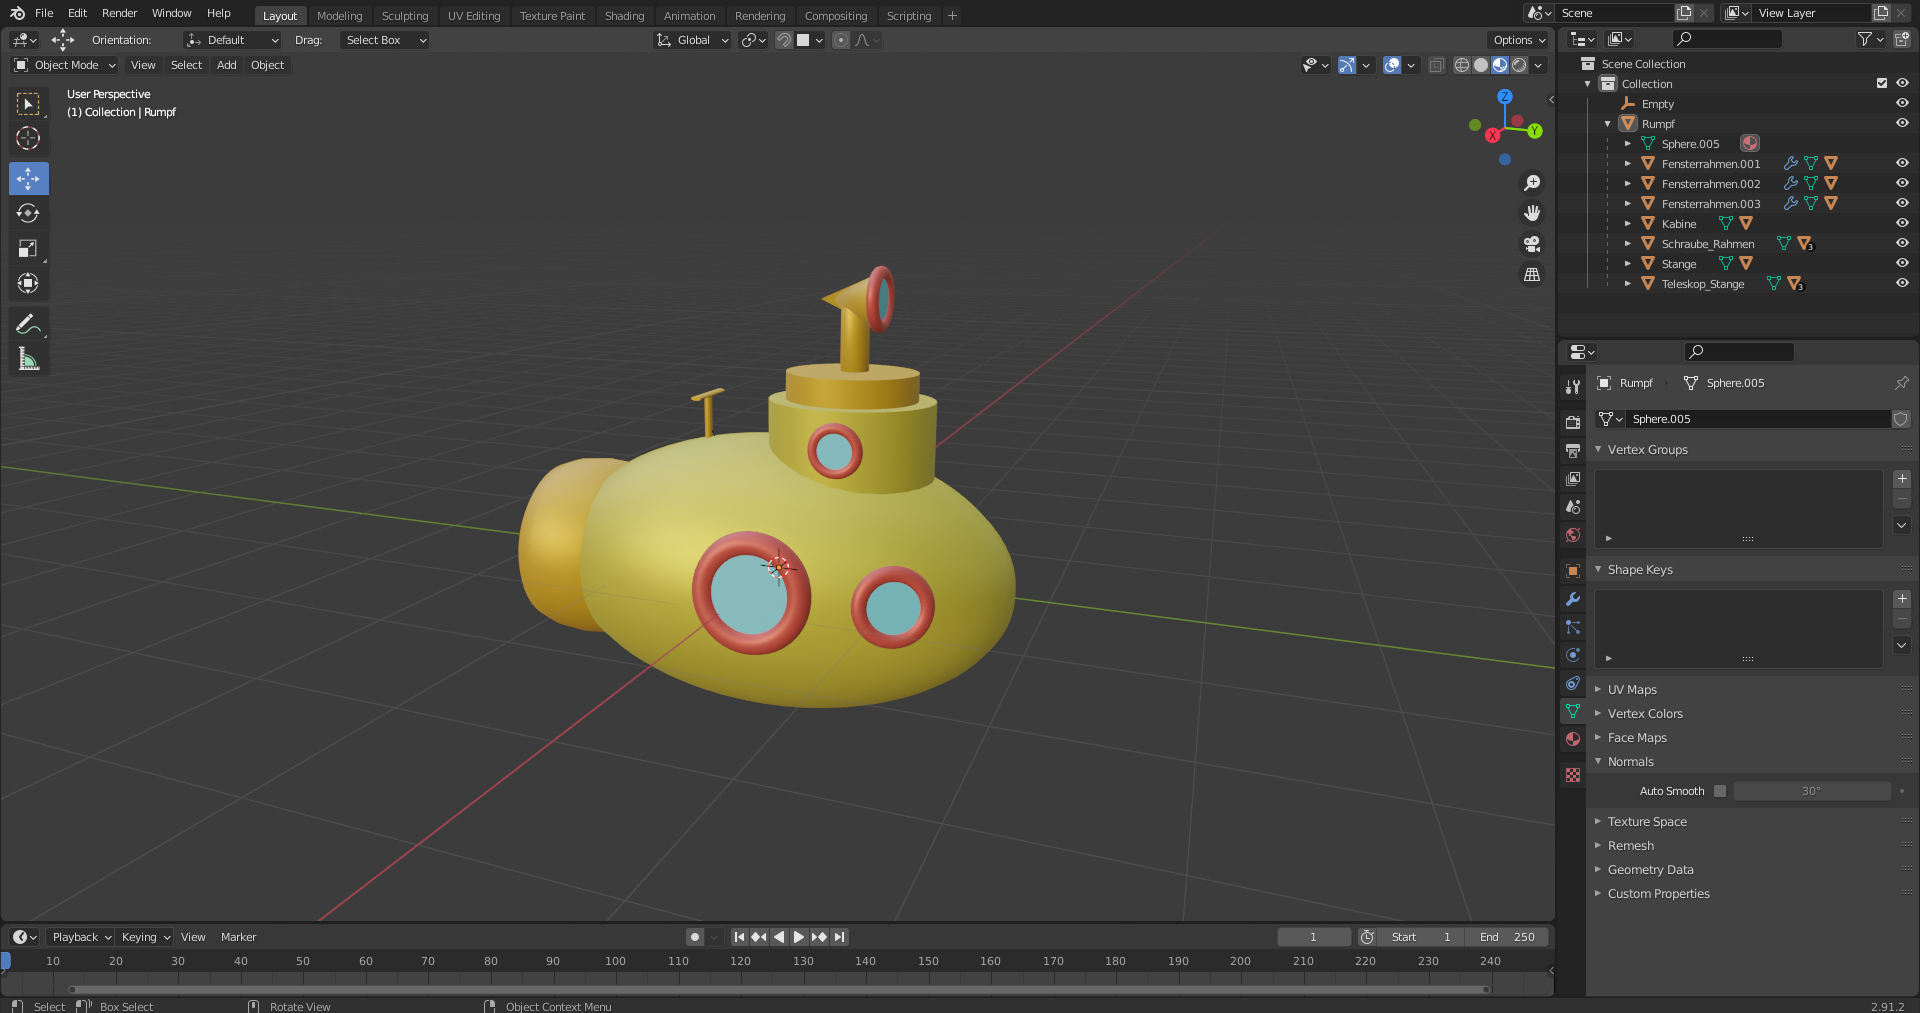 File Edit Render Window Help Layout Modeling Sculpting UV Editing Texture Paint Shading Animation Rendering Compositing Scripting + Scene View Layer
Orientation: Default Drag: Select Box Global Options
Object Mode View Select Add Object
User Perspective
(1) Collection | Rumpf
Z
X
Y
Scene Collection
Collection
Empty
Rumpf
Sphere.005
Fensterrahmen.001
Fensterrahmen.002
Fensterrahmen.003
Kabine
Schraube_Rahmen 3
Stange
Teleskop_Stange 3
Rumpf Sphere.005
Sphere.005
Vertex Groups
Shape Keys
UV Maps
Vertex Colors
Face Maps
Normals
Auto Smooth 30°
Texture Space
Remesh
Geometry Data
Custom Properties
Playback Keying View Marker 1 Start 1 End 250
10 20 30 40 50 60 70 80 90 100 110 120 130 140 150 160 170 180 190 200 210 220 230 240
Select Box Select Rotate View Object Context Menu 2.91.2